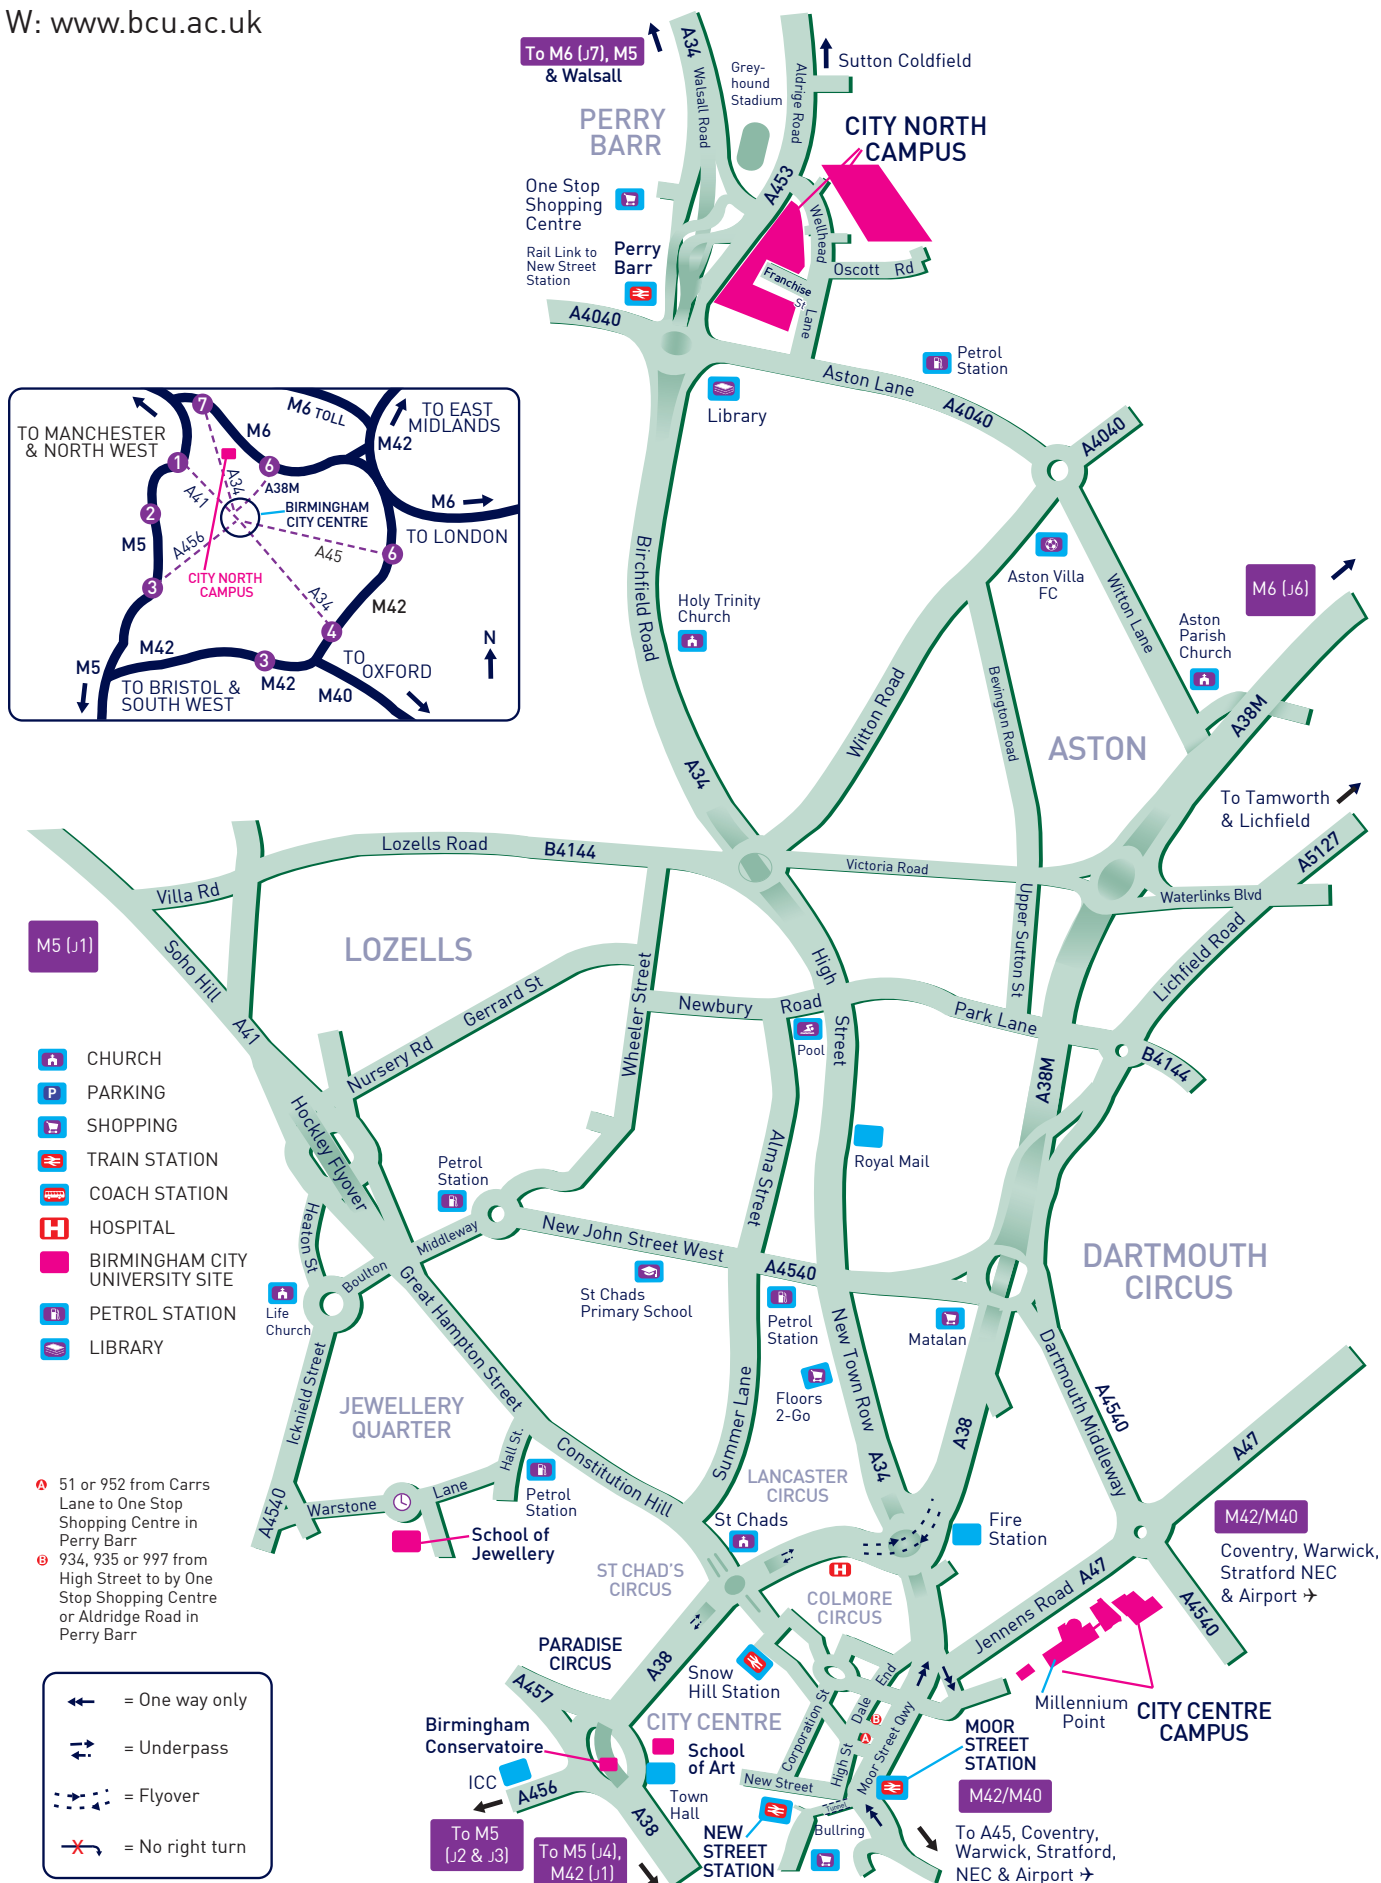 W: www.bcu.ac.uk
To M6 (J7), M5
& Walsall
A34
Walsall Road
Grey-
hound
Stadium
Aldrige Road
Sutton Coldfield
PERRY
BARR
CITY NORTH
CAMPUS
A453
One Stop
Shopping
Centre
Wellhead
Lane
Rail Link to
New Street
Station
Perry
Barr
Oscott Rd
Franchise
St
A4040
Aston Lane
A4040
Petrol
Station
A4040
Library
TO MANCHESTER
& NORTH WEST
7
M6
M6 TOLL
TO EAST
MIDLANDS
M42
1
6
A34
A41
A38M
M6
2
BIRMINGHAM
CITY CENTRE
TO LONDON
M5
A456
A45
6
3
CITY NORTH
CAMPUS
A34
M42
4
N
M42
3
M42
TO
OXFORD
M5
M40
TO BRISTOL &
SOUTH WEST
Birchfield Road
Holy Trinity
Church
Aston Villa
FC
Witton Lane
M6 (J6)
Aston
Parish
Church
Witton Road
Bevington Road
ASTON
A38M
A34
To Tamworth
& Lichfield
A5127
Lozells Road
B4144
Victoria Road
Villa Rd
Waterlinks Blvd
Upper Sutton St
Lichfield Road
M5 (J1)
LOZELLS
Soho Hill
A41
Gerrard St
Nursery Rd
Wheeler Street
Newbury
Road
High
Street
Park Lane
Pool
B4144
A38M
CHURCH
PARKING
P
SHOPPING
TRAIN STATION
COACH STATION
H
HOSPITAL
BIRMINGHAM CITY
UNIVERSITY SITE
PETROL STATION
LIBRARY
Hockley Flyover
Alma Street
Royal Mail
Petrol
Station
Heaton St
Middleway
Boulton
New John Street West
A4540
DARTMOUTH
CIRCUS
Life
Church
Great Hampton Street
St Chads
Primary School
Petrol
Station
Matalan
Icknield Street
New Town Row
Dartmouth Middleway
A4540
Floors
2-Go
Summer Lane
JEWELLERY
QUARTER
A38
A34
A47
Hall St.
Constitution Hill
LANCASTER
CIRCUS
A 51 or 952 from Carrs
Lane to One Stop
Shopping Centre in
Perry Barr
B 934, 935 or 997 from
High Street to by One
Stop Shopping Centre
or Aldridge Road in
Perry Barr
A4540
Warstone
Lane
Petrol
Station
School of
Jewellery
St Chads
Fire
Station
M42/M40
Coventry, Warwick,
Stratford NEC
& Airport
ST CHAD'S
CIRCUS
H
COLMORE
CIRCUS
Jennens Road
A47
A4540
PARADISE
CIRCUS
A38
A457
Snow
Hill Station
End
Dale
Millennium
Point
CITY CENTRE
CAMPUS
Birmingham
Conservatoire
CITY CENTRE
Corporation St
B
A
Moor Street Qwy
MOOR
STREET
STATION
School
of Art
High St
ICC
New Street
Town
Hall
A456
Tunnel
M42/M40
A38
Bullring
NEW
STREET
STATION
To A45, Coventry,
Warwick, Stratford,
NEC & Airport
To M5
(J2 & J3)
To M5 (J4),
M42 (J1)
= One way only
= Underpass
= Flyover
X
= No right turn